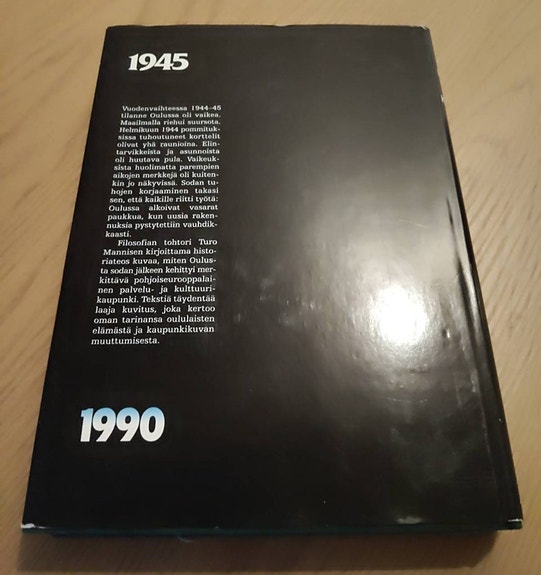 1945
Vuodenvaihteessa 1944–45
tilanne Oulussa oli vaikea.
Maailmalla riehui suursota.
Helmikuun 1944 pommituk-
sissa tuhoutuneet korttelit
olivat yhä raunioina. Elin-
tarvikkeista ja asunnoista
oli huutava pula. Vaikeuk-
sista huolimatta parempien
aikojen merkkejä oli kuiten-
kin jo näkyvissä. Sodan tu-
hojen korjaaminen takasi
sen, että kaikille riitti työtä:
Oulussa alkoivat vasarat
paukkua, kun uusia raken-
nuksia pystytettiin vauhdik-
kaasti.
Filosofian tohtori Turo
Mannisen kirjoittama histo-
riateos kuvaa, miten Oulus-
ta sodan jälkeen kehittyi mer-
kittävä pohjoiseurooppalai-
nen palvelu- ja kulttuuri-
kaupunki. Tekstiä täydentää
laaja kuvitus, joka kertoo
oman tarinansa oululaisten
elämästä ja kaupunkikuvan
muuttumisesta.
1990